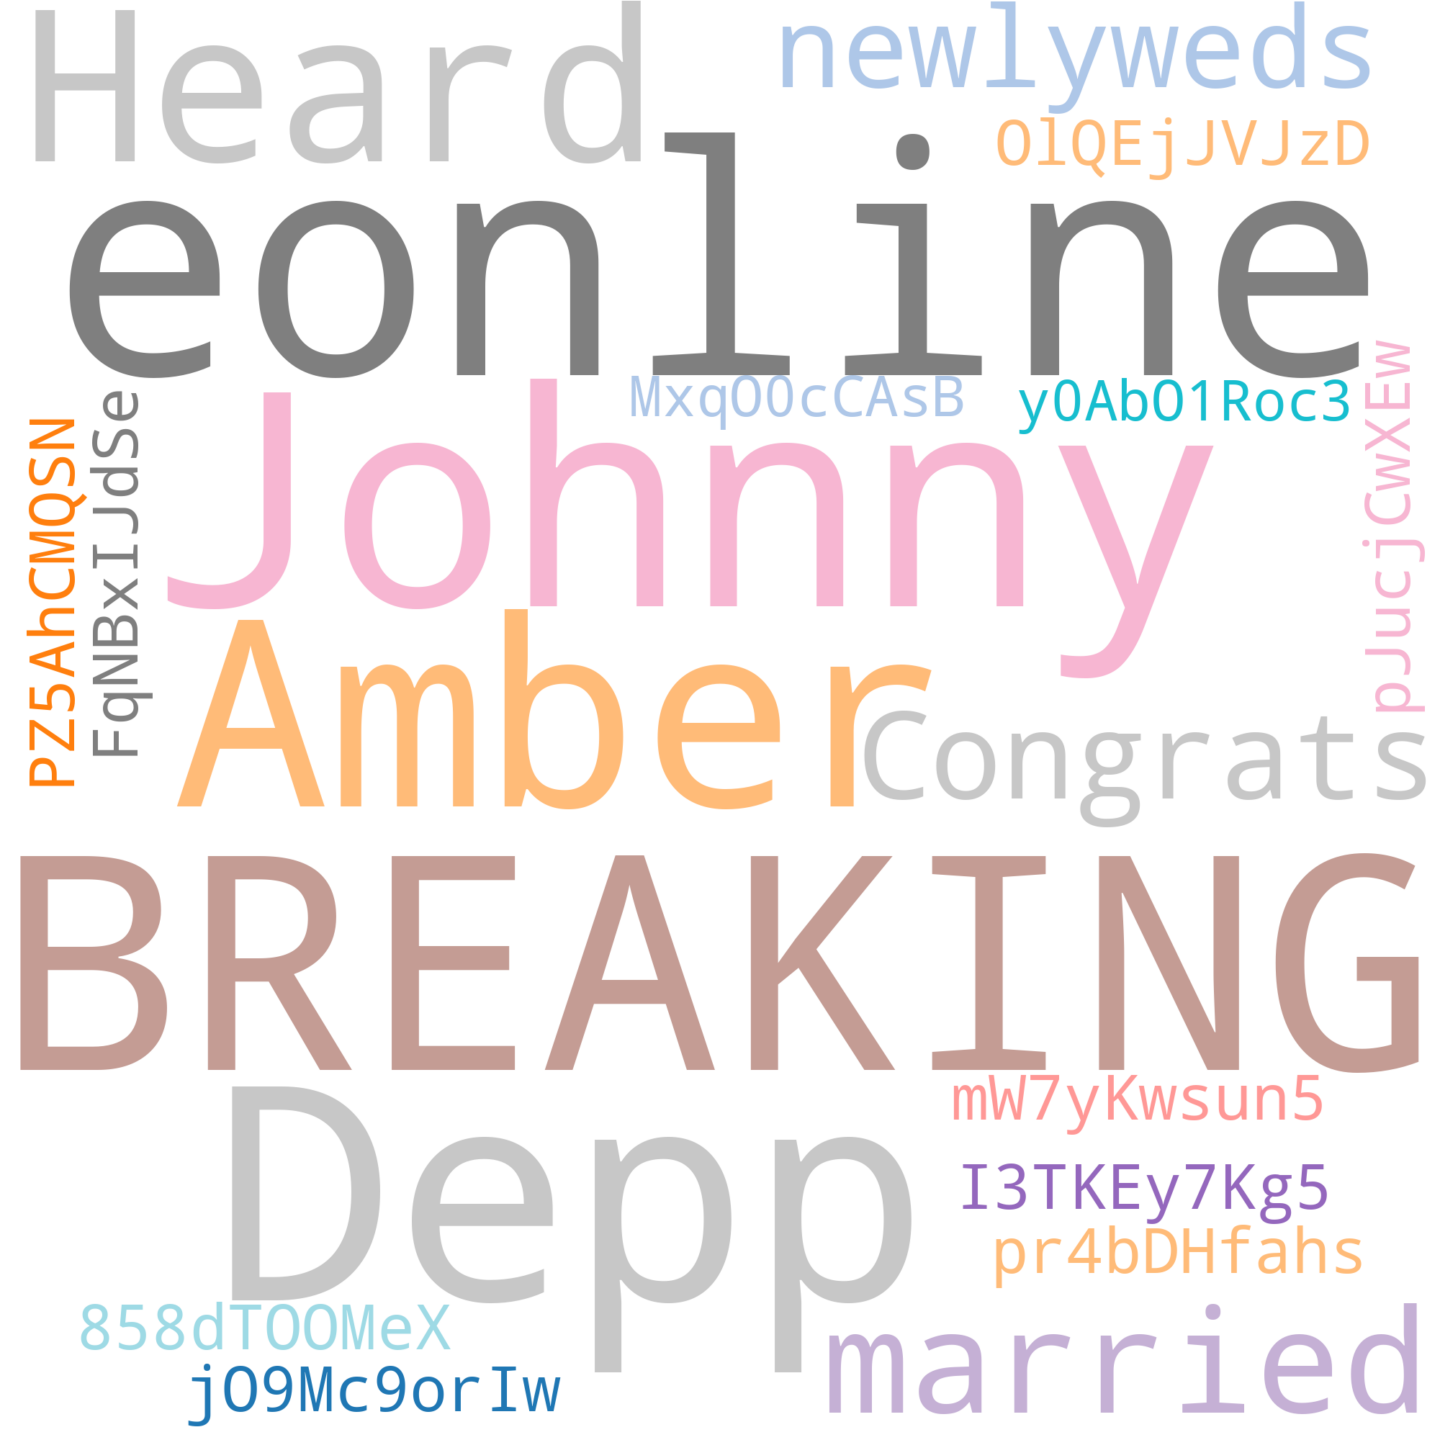 Heard
newlyweds
OlQEjJVJzD
eonline
MxqO0cCAsB
y0AbO1Roc3
pJucjCwXEw
PZ5AhCMQSN
FqNBxIJdSe
Johnny
Amber
Congrats
BREAKING
Depp
mW7yKwsun5
I3TKEy7Kg5
pr4bDHfahs
858dTOOMeX
jO9Mc9orIw
married